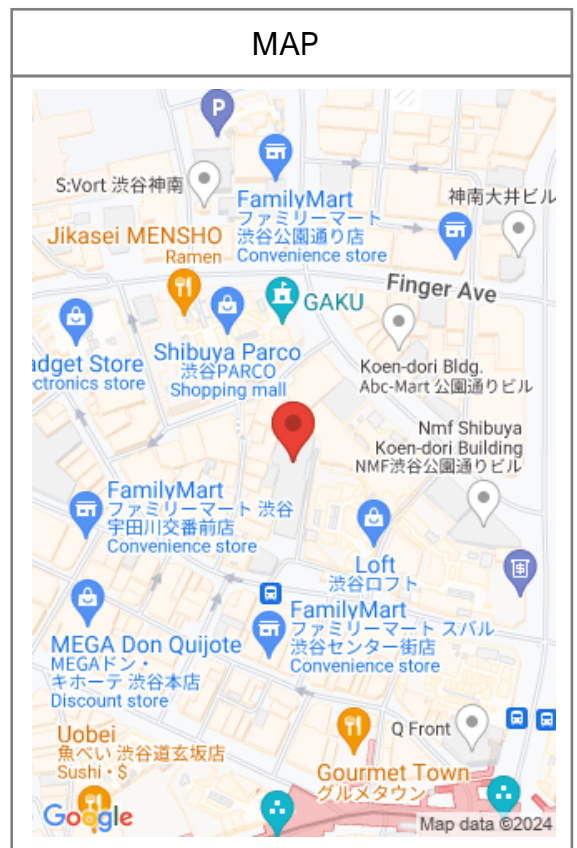 MAP
P
S:Vort 渋谷神南
FamilyMart
ファミリーマート
渋谷公園通り店
Convenience store
神南大井ビル
Jikasei MENSHO
Ramen
Finger Ave
GAKU
adget Store
ectronics store
Shibuya Parco
渋谷PARCO
Shopping mall
Koen-dori Bldg.
Abc-Mart 公園通りビル
Nmf Shibuya
Koen-dori Building
NMF渋谷公園通りビル
FamilyMart
ファミリーマート 渋谷
宇田川交番前店
Convenience store
Loft
渋谷ロフト
FamilyMart
ファミリーマート スバル
渋谷センター街店
Convenience store
MEGA Don Quijote
MEGAドン・
キホーテ 渋谷本店
Discount store
Uobei
魚べい 渋谷道玄坂店
Sushi・$
Q Front
Gourmet Town
グルメタウン
Google
Map data ©2024